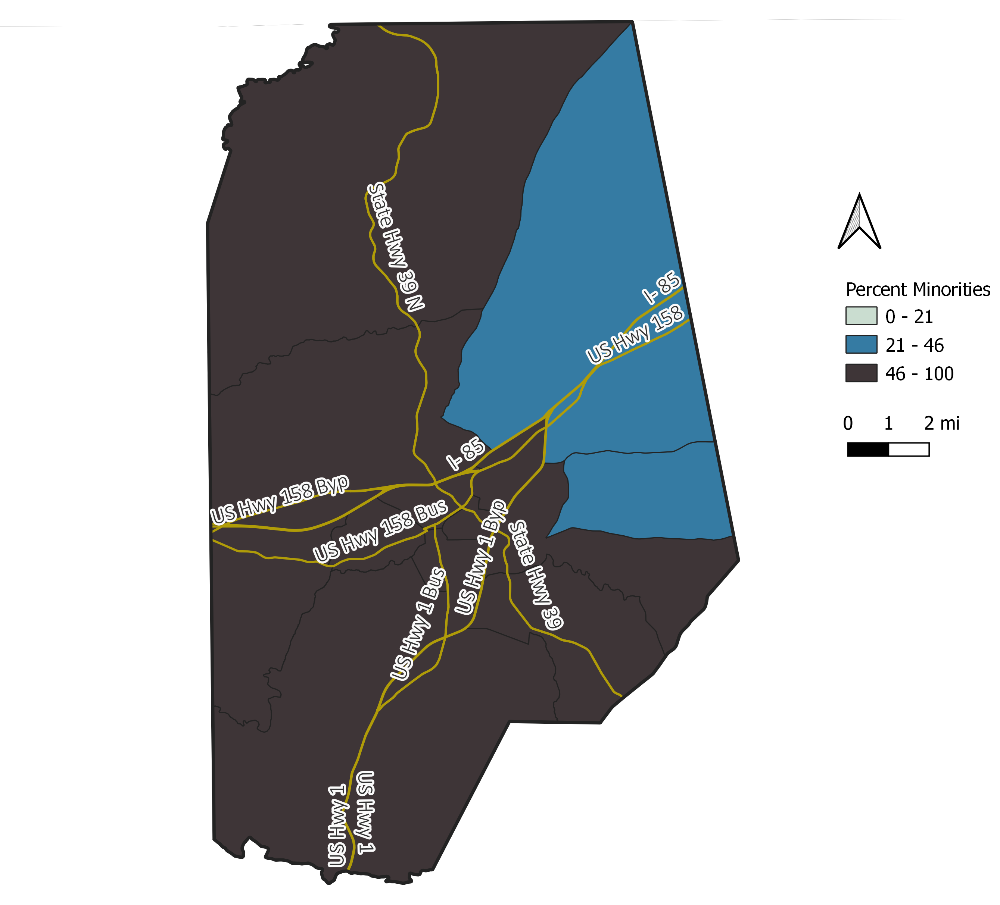 State Hwy 39 N
I- 85
US Hwy 158
I- 85
US Hwy 158 Byp
US Hwy 158 Bus
US Hwy 1 Byp
State Hwy 39
US Hwy 1 Bus
US Hwy 1
US Hwy 1
Percent Minorities
0 - 21
21 - 46
46 - 100
0 1 2 mi